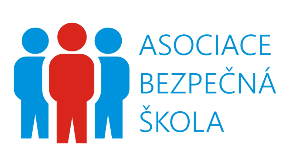 ASOCIACE
BEZPEČNÁ
ŠKOLA